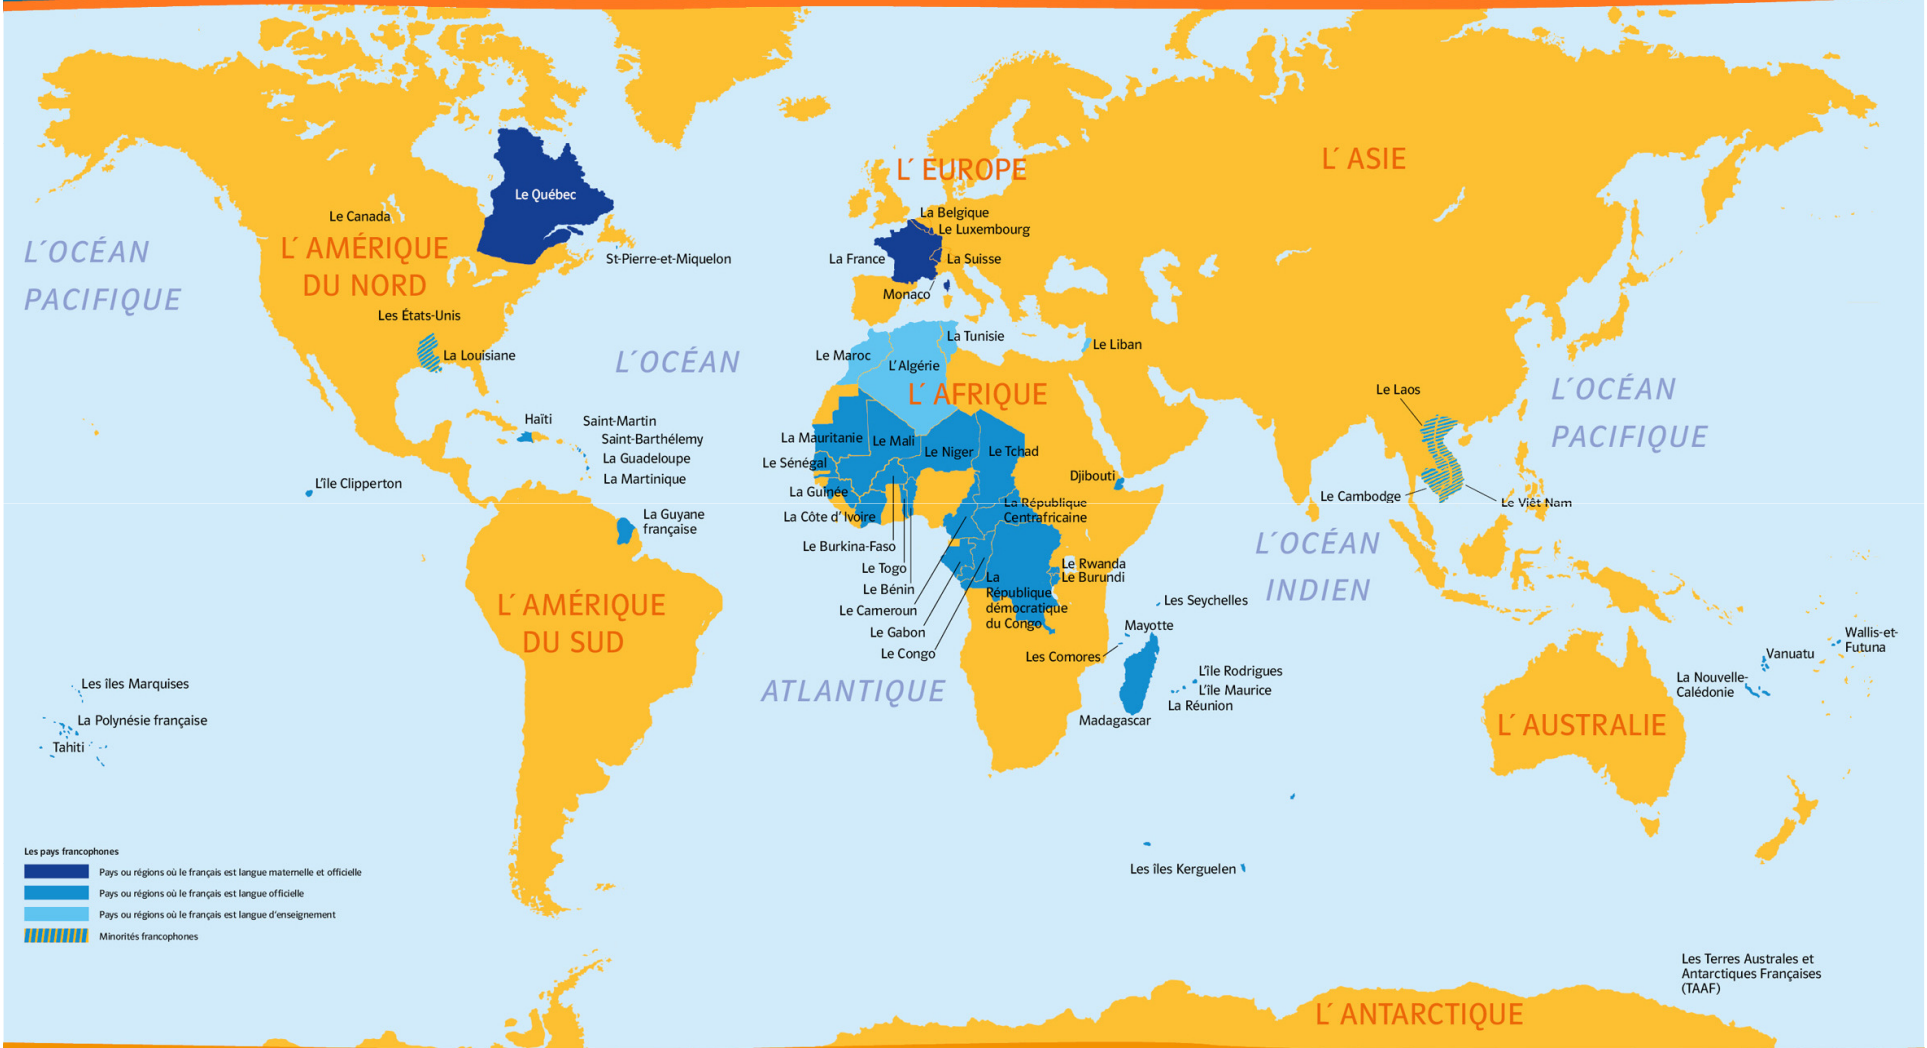 L´ EUROPE
L´ ASIE
Le Québec
Le Canada
La Belgique
Le Luxembourg
L´OCÉAN
PACIFIQUE
L´ AMÉRIQUE
DU NORD
St-Pierre-et-Miquelon
La France
La Suisse
Monaco
Les États-Unis
La Louisiane
L´OCÉAN
La Tunisie
Le Maroc
L'Algérie
Le Liban
L´ AFRIQUE
Le Laos
L´OCÉAN
PACIFIQUE
Haïti
Saint-Martin
Saint-Barthélemy
La Guadeloupe
La Martinique
La Mauritanie
Le Mali
Le Niger
Le Tchad
Le Sénégal
Djibouti
L'île Clipperton
La Guinée
Le Cambodge
Le Viêt Nam
La République
Centrafricaine
La Guyane
française
La Côte d'Ivoire
Le Burkina-Faso
Le Togo
Le Bénin
Le Cameroun
Le Gabon
Le Congo
Le Rwanda
Le Burundi
La
République
démocratique
du Congo
L´OCÉAN
INDIEN
L´ AMÉRIQUE
DU SUD
Les Seychelles
Mayotte
Les Comores
Wallis-et-
Futuna
Vanuatu
La Nouvelle-
Calédonie
L'île Rodrigues
L'île Maurice
La Réunion
Madagascar
ATLANTIQUE
Les îles Marquises
La Polynésie française
Tahiti
L´ AUSTRALIE
Les îles Kerguelen
Les pays francophones
Pays ou régions où le français est langue maternelle et officielle
Pays ou régions où le français est langue officielle
Pays ou régions où le français est langue d'enseignement
Minorités francophones
Les Terres Australes et
Antarctiques Françaises
(TAAF)
L´ ANTARCTIQUE